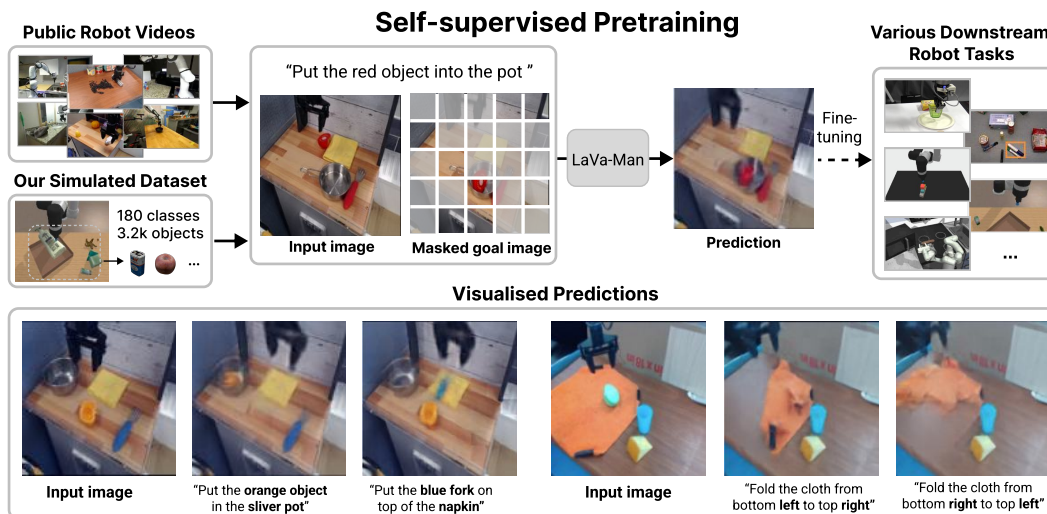 Self-supervised Pretraining
Public Robot Videos
Our Simulated Dataset
180 classes
3.2k objects
...
“Put the red object into the pot ”
Input image
Masked goal image
LaVa-Man
Prediction
Fine-
tuning
Various Downstream
Robot Tasks
...
Visualised Predictions
Input image
“Put the orange object
in the sliver pot”
“Put the blue fork on
top of the napkin”
Input image
“Fold the cloth from
bottom left to top right”
“Fold the cloth from
bottom right to top left”